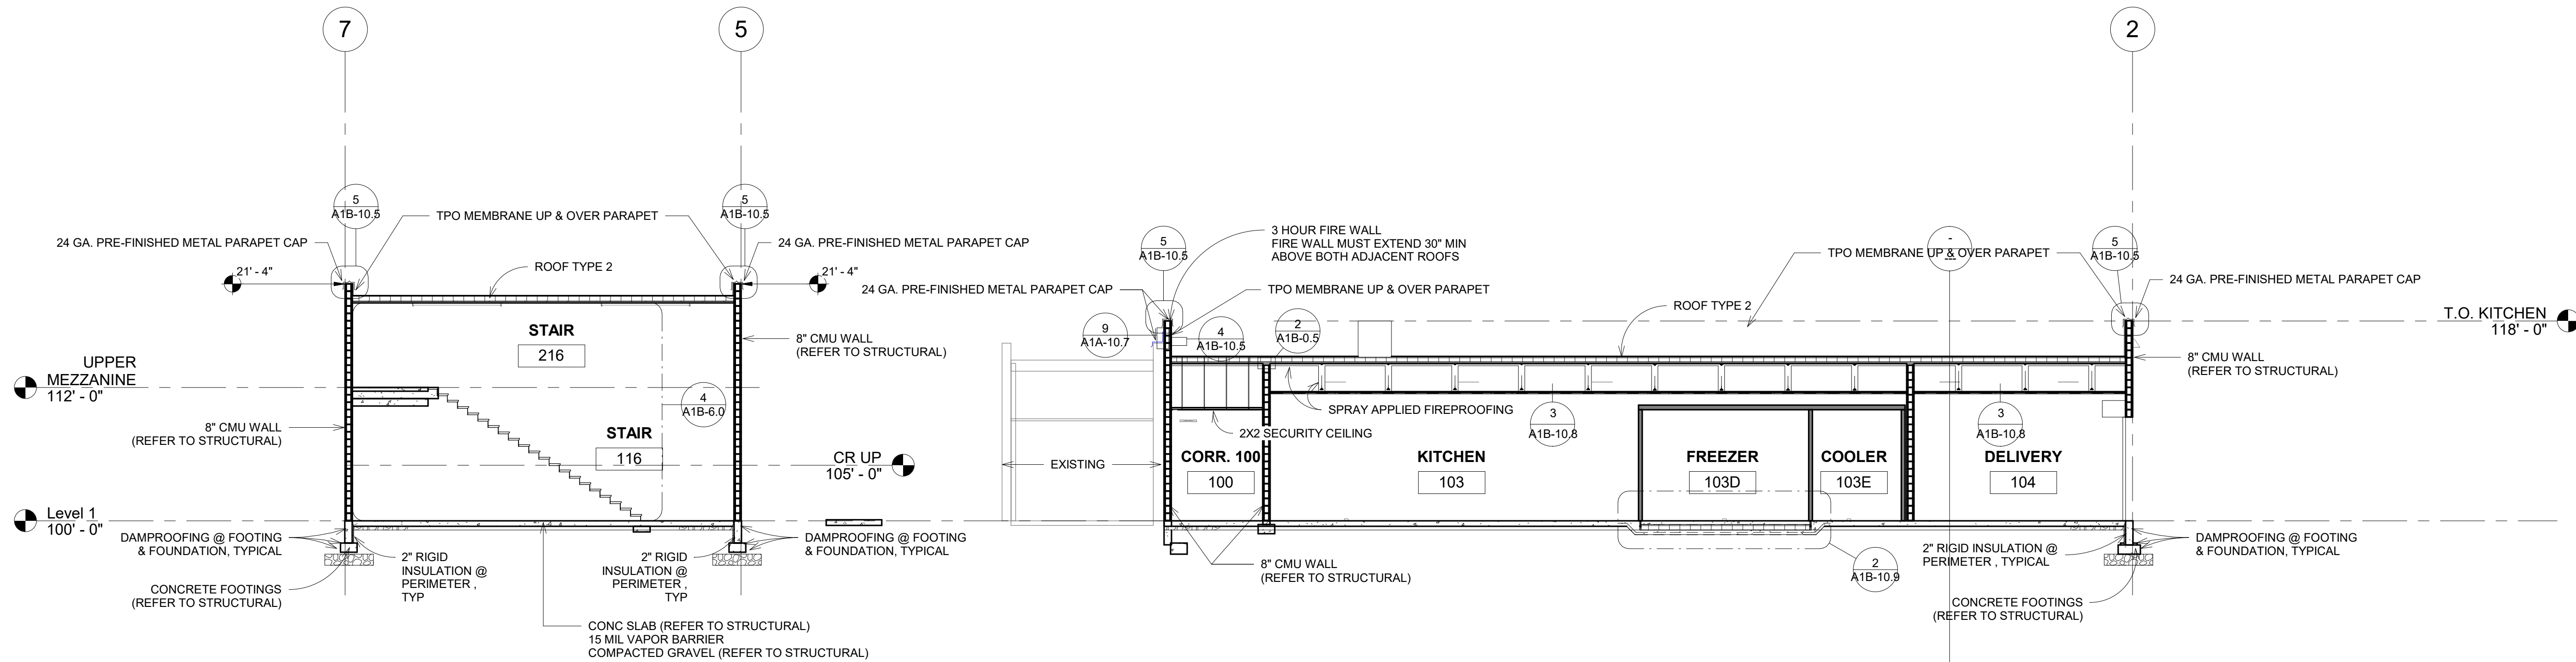 7
5
2
5
A1B-10.5
5
A1B-10.5
TPO MEMBRANE UP & OVER PARAPET
24 GA. PRE-FINISHED METAL PARAPET CAP
24 GA. PRE-FINISHED METAL PARAPET CAP
ROOF TYPE 2
21' - 4"
21' - 4"
STAIR
216
8" CMU WALL
(REFER TO STRUCTURAL)
UPPER
MEZZANINE
112' - 0"
4
A1B-6.0
8" CMU WALL
(REFER TO STRUCTURAL)
STAIR
116
CR UP
105' - 0"
Level 1
100' - 0"
DAMPROOFING @ FOOTING
& FOUNDATION, TYPICAL
2" RIGID
INSULATION @
PERIMETER ,
TYP
2" RIGID
INSULATION @
PERIMETER ,
TYP
DAMPROOFING @ FOOTING
& FOUNDATION, TYPICAL
CONCRETE FOOTINGS
(REFER TO STRUCTURAL)
CONC SLAB (REFER TO STRUCTURAL)
15 MIL VAPOR BARRIER
COMPACTED GRAVEL (REFER TO STRUCTURAL)
5
A1B-10.5
3 HOUR FIRE WALL
FIRE WALL MUST EXTEND 30" MIN
ABOVE BOTH ADJACENT ROOFS
24 GA. PRE-FINISHED METAL PARAPET CAP
TPO MEMBRANE UP & OVER PARAPET
9
A1A-10.7
4
A1B-10.5
2
A1B-0.5
ROOF TYPE 2
TPO MEMBRANE UP & OVER PARAPET
-
---
5
A1B-10.5
24 GA. PRE-FINISHED METAL PARAPET CAP
T.O. KITCHEN
118' - 0"
8" CMU WALL
(REFER TO STRUCTURAL)
SPRAY APPLIED FIREPROOFING
2X2 SECURITY CEILING
3
A1B-10.8
3
A1B-10.8
EXISTING
CORR. 100
100
KITCHEN
103
FREEZER
103D
COOLER
103E
DELIVERY
104
8" CMU WALL
(REFER TO STRUCTURAL)
2
A1B-10.9
2" RIGID INSULATION @
PERIMETER , TYPICAL
DAMPROOFING @ FOOTING
& FOUNDATION, TYPICAL
CONCRETE FOOTINGS
(REFER TO STRUCTURAL)